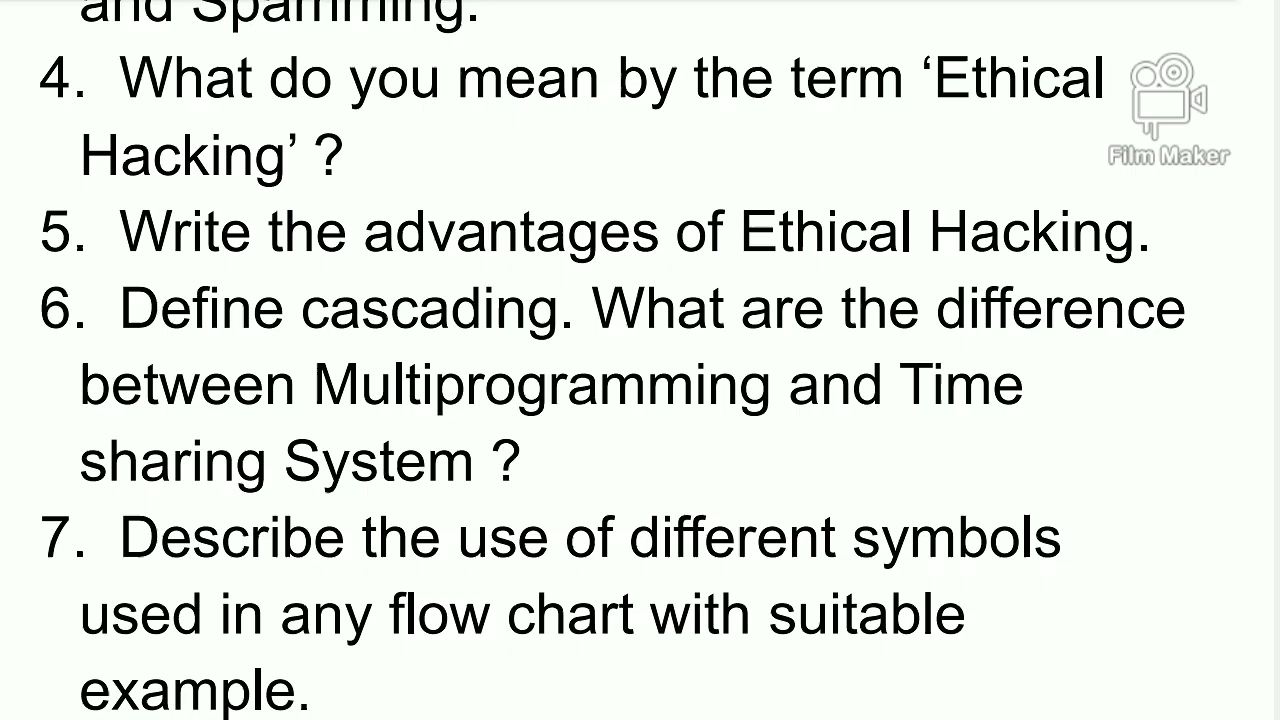 and Spamming.
4. What do you mean by the term ‘Ethical
Hacking’ ?
Film Maker
5. Write the advantages of Ethical Hacking.
6. Define cascading. What are the difference
between Multiprogramming and Time
sharing System ?
7. Describe the use of different symbols
used in any flow chart with suitable
example.